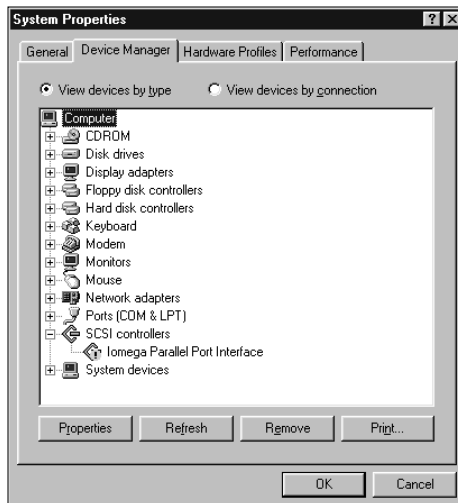 System Properties
General Device Manager Hardware Profiles Performance
View devices by type View devices by connection
Computer
CDROM
Disk drives
Display adapters
Floppy disk controllers
Hard disk controllers
Keyboard
Modem
Monitors
Mouse
Network adapters
Ports (COM & LPT)
SCSI controllers
Iomega Parallel Port Interface
System devices
Properties Refresh Remove Print...
OK Cancel